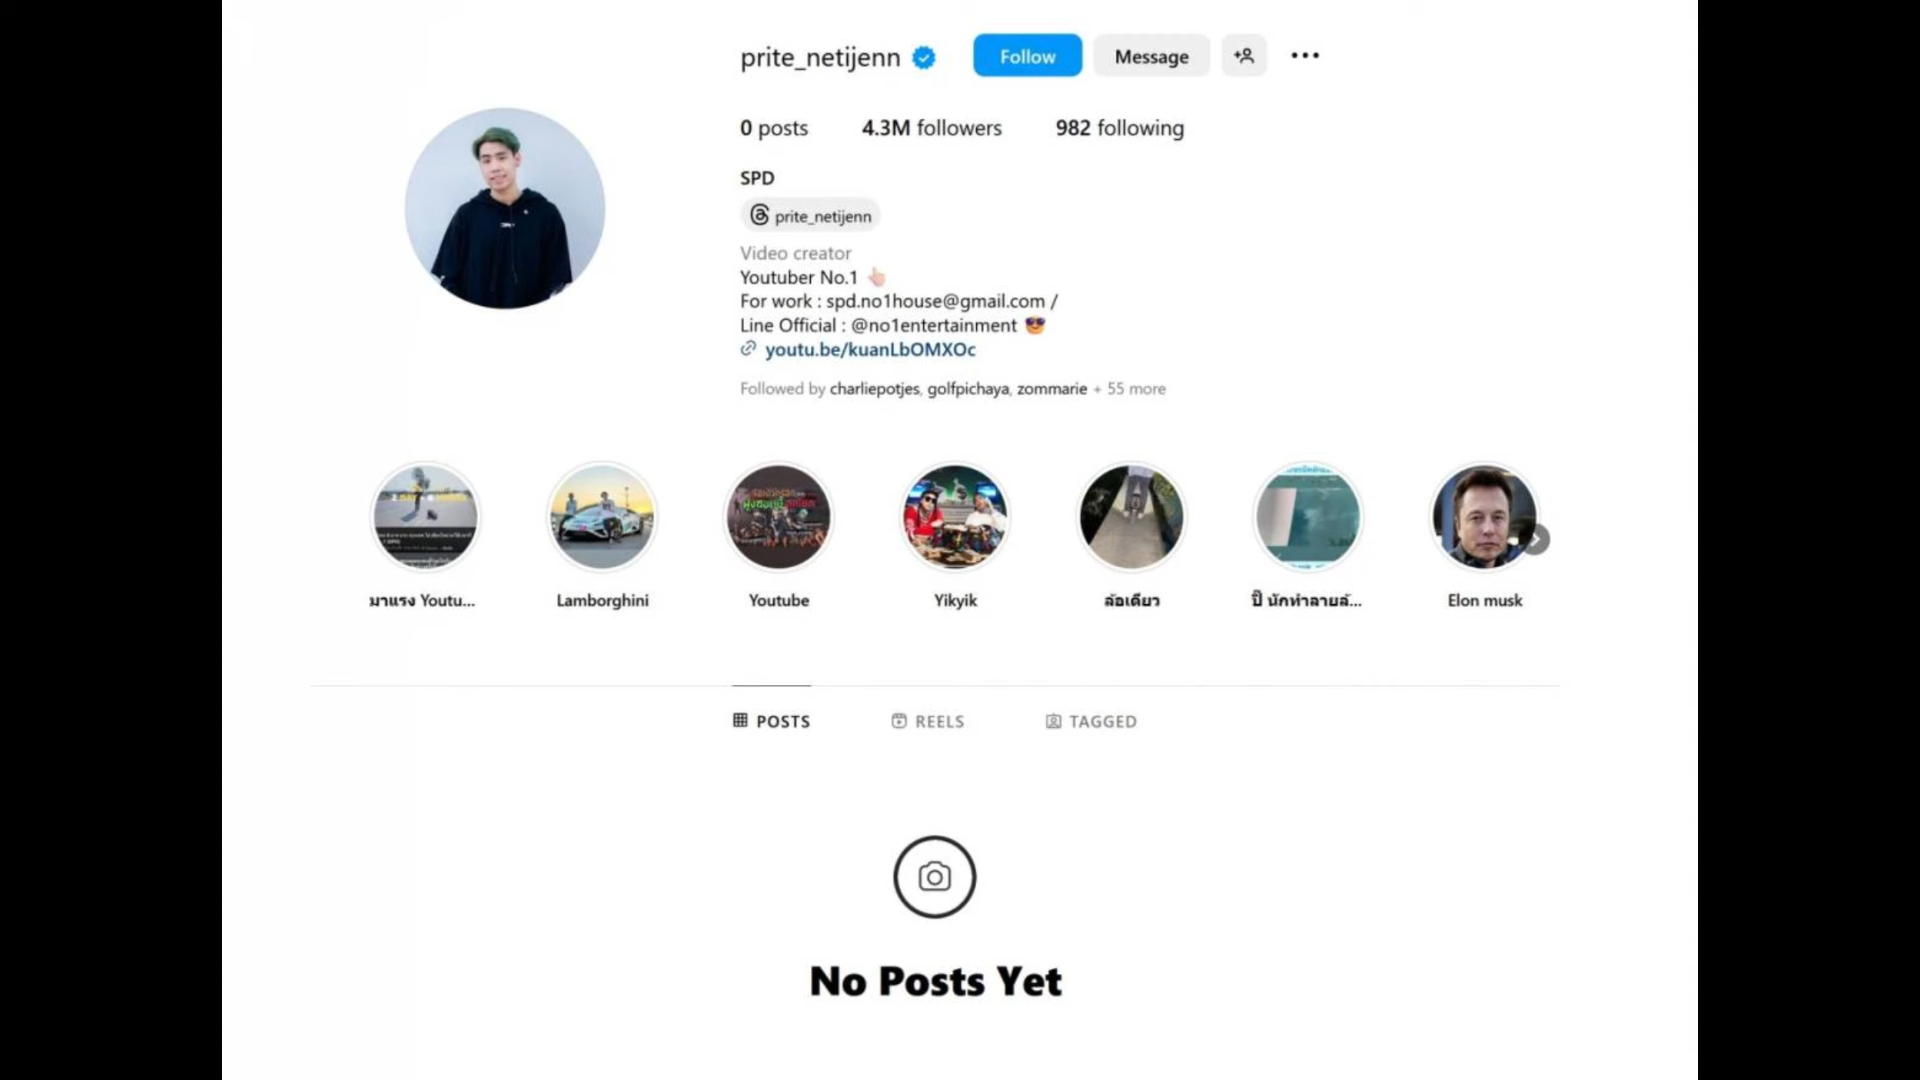 prite_netijenn
Follow
Message
0 posts
4.3M followers
982 following
SPD
prite_netijenn
Video creator
Youtuber No.1 👆🏻
For work : spd.no1house@gmail.com /
Line Official : @no1entertainment 😎
youtu.be/kuanLbOMXOc
Followed by charliepotjes, golfpichaya, zommarie + 55 more
มาแรง Youtu...
Lamborghini
Youtube
Yikyik
ล้อเดียว
ปี๊ นักทำลายล้...
Elon musk
POSTS
REELS
TAGGED
No Posts Yet